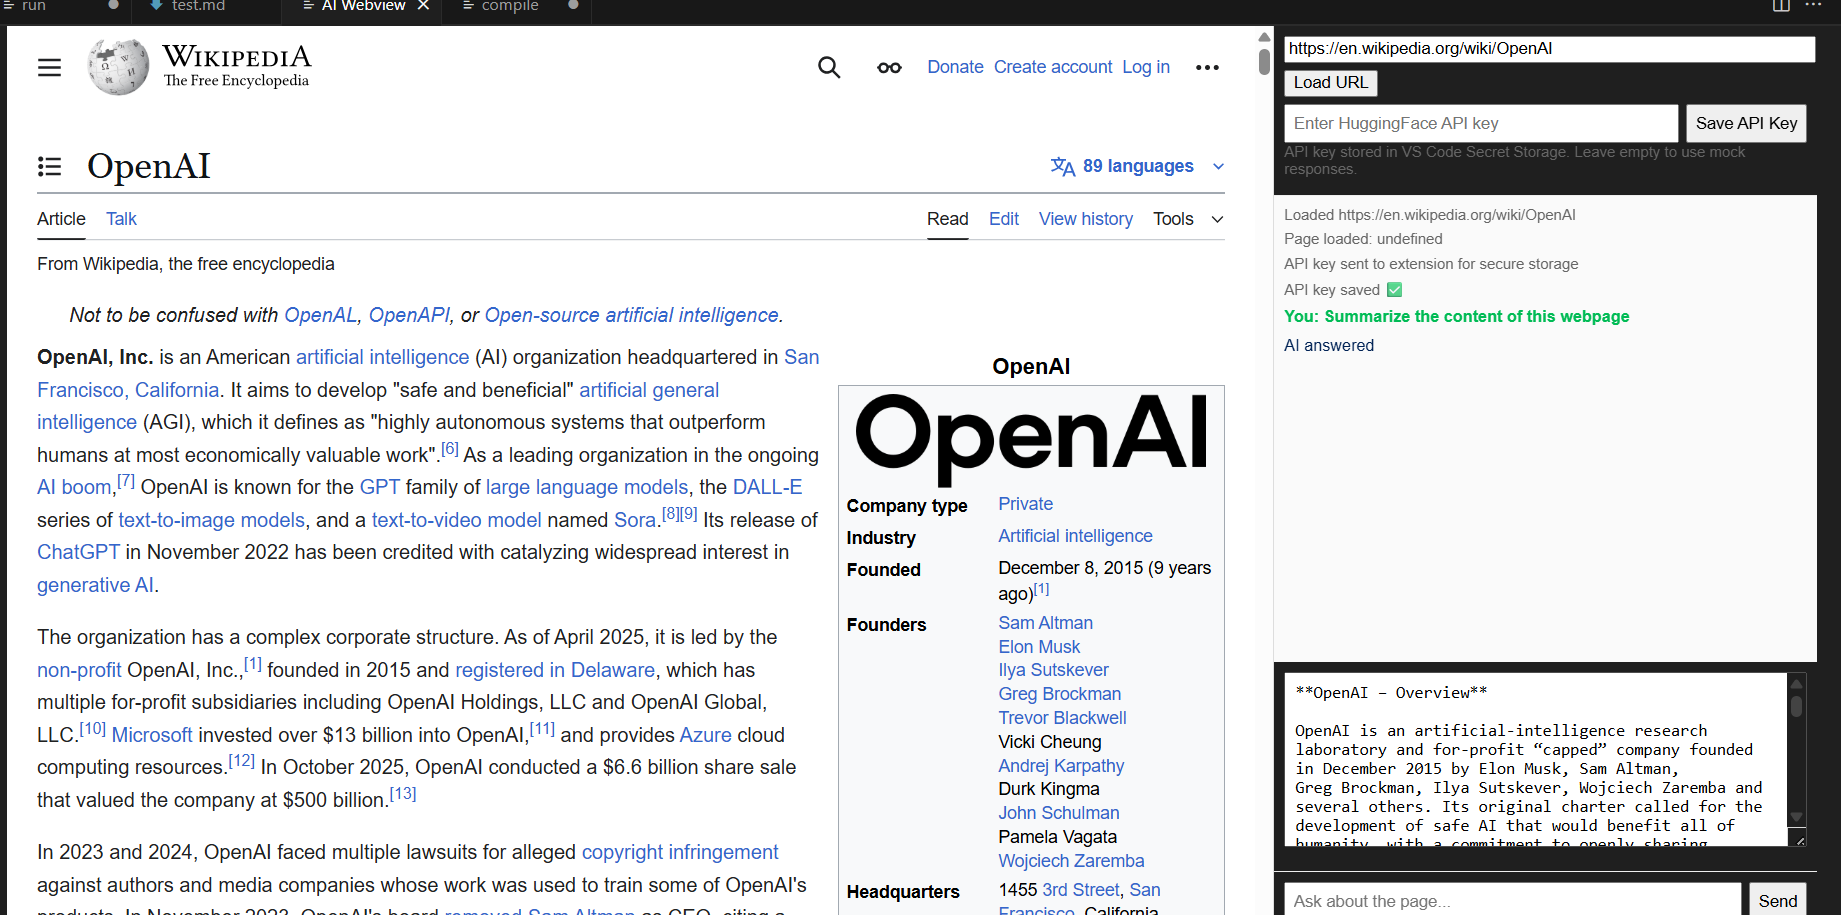 run
test.md
AI Webview
compile
WIKIPEDIA
The Free Encyclopedia
Donate Create account Log in
OpenAI
89 languages
Article Talk
Read Edit View history Tools
From Wikipedia, the free encyclopedia
Not to be confused with OpenAL, OpenAPI, or Open-source artificial intelligence.
OpenAI, Inc. is an American artificial intelligence (AI) organization headquartered in San
Francisco, California. It aims to develop "safe and beneficial" artificial general
intelligence (AGI), which it defines as "highly autonomous systems that outperform
humans at most economically valuable work".[6] As a leading organization in the ongoing
AI boom,[7] OpenAI is known for the GPT family of large language models, the DALL-E
series of text-to-image models, and a text-to-video model named Sora.[8][9] Its release of
ChatGPT in November 2022 has been credited with catalyzing widespread interest in
generative AI.
The organization has a complex corporate structure. As of April 2025, it is led by the
non-profit OpenAI, Inc.,[1] founded in 2015 and registered in Delaware, which has
multiple for-profit subsidiaries including OpenAI Holdings, LLC and OpenAI Global,
LLC.[10] Microsoft invested over $13 billion into OpenAI,[11] and provides Azure cloud
computing resources.[12] In October 2025, OpenAI conducted a $6.6 billion share sale
that valued the company at $500 billion.[13]
In 2023 and 2024, OpenAI faced multiple lawsuits for alleged copyright infringement
against authors and media companies whose work was used to train some of OpenAI's
products. In November 2023, OpenAI's board removed Sam Altman as CEO, citing a
OpenAI
OpenAI
Company type Private
Industry Artificial intelligence
Founded December 8, 2015 (9 years
ago)[1]
Founders Sam Altman
Elon Musk
Ilya Sutskever
Greg Brockman
Trevor Blackwell
Vicki Cheung
Andrej Karpathy
Durk Kingma
John Schulman
Pamela Vagata
Wojciech Zaremba
Headquarters 1455 3rd Street, San
Francisco, California
https://en.wikipedia.org/wiki/OpenAI
Load URL
Enter HuggingFace API key
Save API Key
API key stored in VS Code Secret Storage. Leave empty to use mock
responses.
Loaded https://en.wikipedia.org/wiki/OpenAI
Page loaded: undefined
API key sent to extension for secure storage
API key saved ✅
You: Summarize the content of this webpage
AI answered
**OpenAI – Overview**
OpenAI is an artificial-intelligence research
laboratory and for-profit “capped” company founded
in December 2015 by Elon Musk, Sam Altman,
Greg Brockman, Ilya Sutskever, Wojciech Zaremba and
several others. Its original charter called for the
development of safe AI that would benefit all of
humanity, with a commitment to openly sharing
Ask about the page...
Send